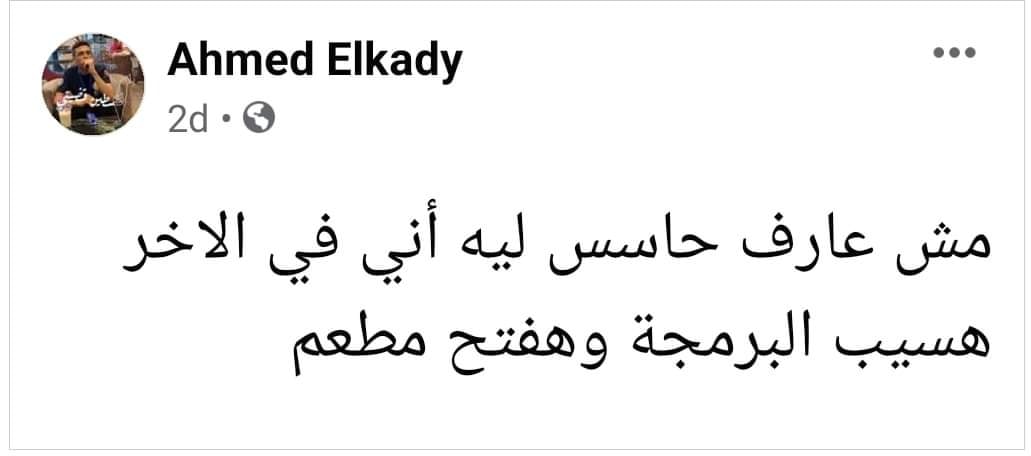 Ahmed Elkady
2d
مش عارف حاسس ليه أني في الاخر
هسيب البرمجة وهفتح مطعم